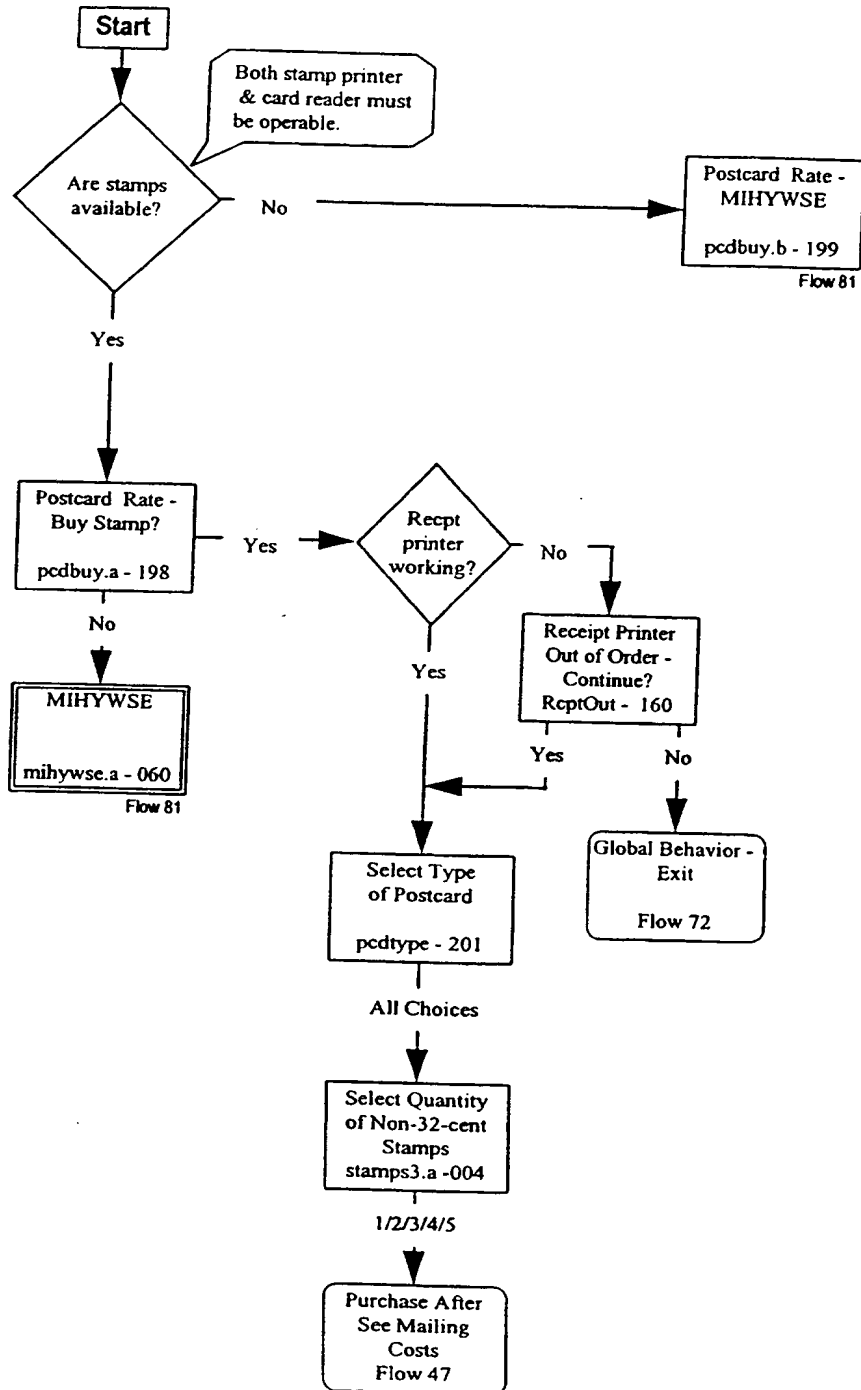 Start
Both stamp printer
& card reader must
be operable.
Are stamps
available?
No
Postcard Rate -
MIHYWSE
pcdbuy.b - 199
Flow 81
Yes
Postcard Rate -
Buy Stamp?
pcdbuy.a - 198
Yes
Recpt
printer
working?
No
No
MIHYWSE
mihywse.a - 060
Flow 81
Yes
Receipt Printer
Out of Order -
Continue?
RcptOut - 160
Yes
No
Global Behavior -
Exit
Flow 72
Select Type
of Postcard
pcdtype - 201
All Choices
Select Quantity
of Non-32-cent
Stamps
stamps3.a -004
1/2/3/4/5
Purchase After
See Mailing
Costs
Flow 47